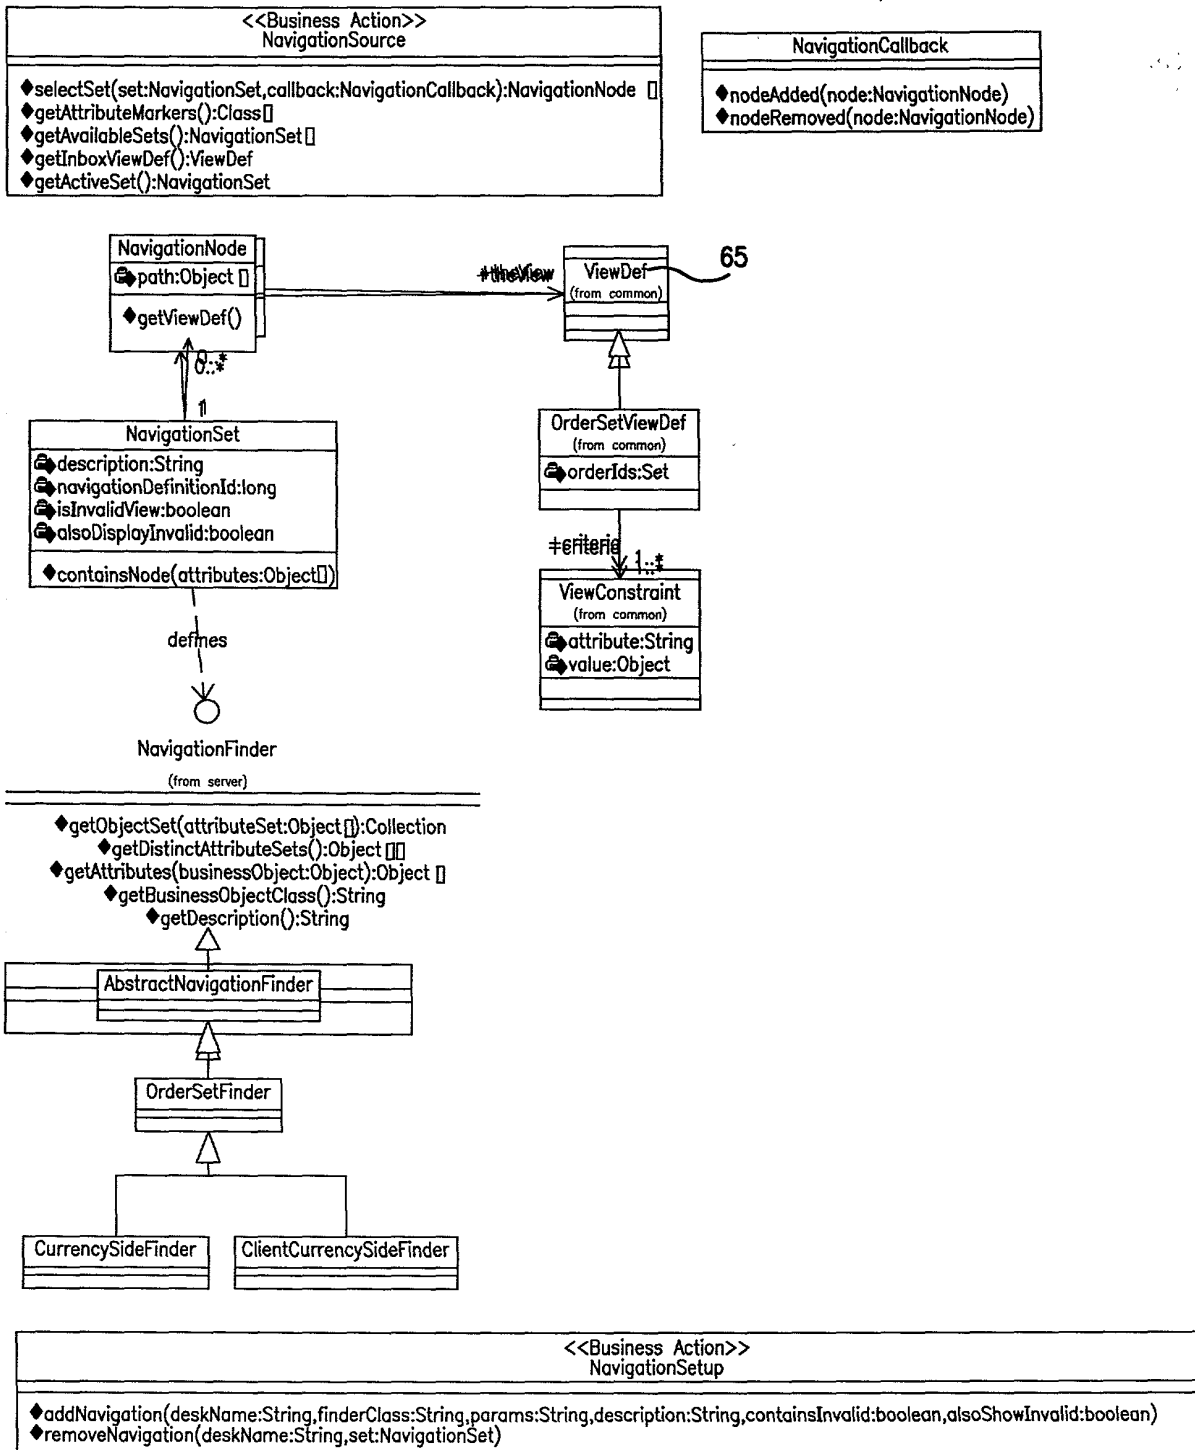 <<Business Action>>
NavigationSource
◆selectSet(set:NavigationSet,callback:NavigationCallback):NavigationNode []
◆getAttributeMarkers():Class[]
◆getAvailableSets():NavigationSet[]
◆getInboxViewDef():ViewDef
◆getActiveSet():NavigationSet
NavigationCallback
◆nodeAdded(node:NavigationNode)
◆nodeRemoved(node:NavigationNode)
NavigationNode
path:Object []
◆getViewDef()
+theView
ViewDef
(from common)
65
0..*
1
NavigationSet
description:String
navigationDefinitionId:long
isInvalidView:boolean
alsoDisplayInvalid:boolean
◆containsNode(attributes:Object[])
OrderSetViewDef
(from common)
orderIds:Set
+criteria
1..*
ViewConstraint
(from common)
attribute:String
value:Object
defines
NavigationFinder
(from server)
◆getObjectSet(attributeSet:Object[]):Collection
◆getDistinctAttributeSets():Object [][]
◆getAttributes(businessObject:Object):Object []
◆getBusinessObjectClass():String
◆getDescription():String
AbstractNavigationFinder
OrderSetFinder
CurrencySideFinder
ClientCurrencySideFinder
<<Business Action>>
NavigationSetup
◆addNavigation(deskName:String,finderClass:String,params:String,description:String,containsInvalid:boolean,alsoShowInvalid:boolean)
◆removeNavigation(deskName:String,set:NavigationSet)